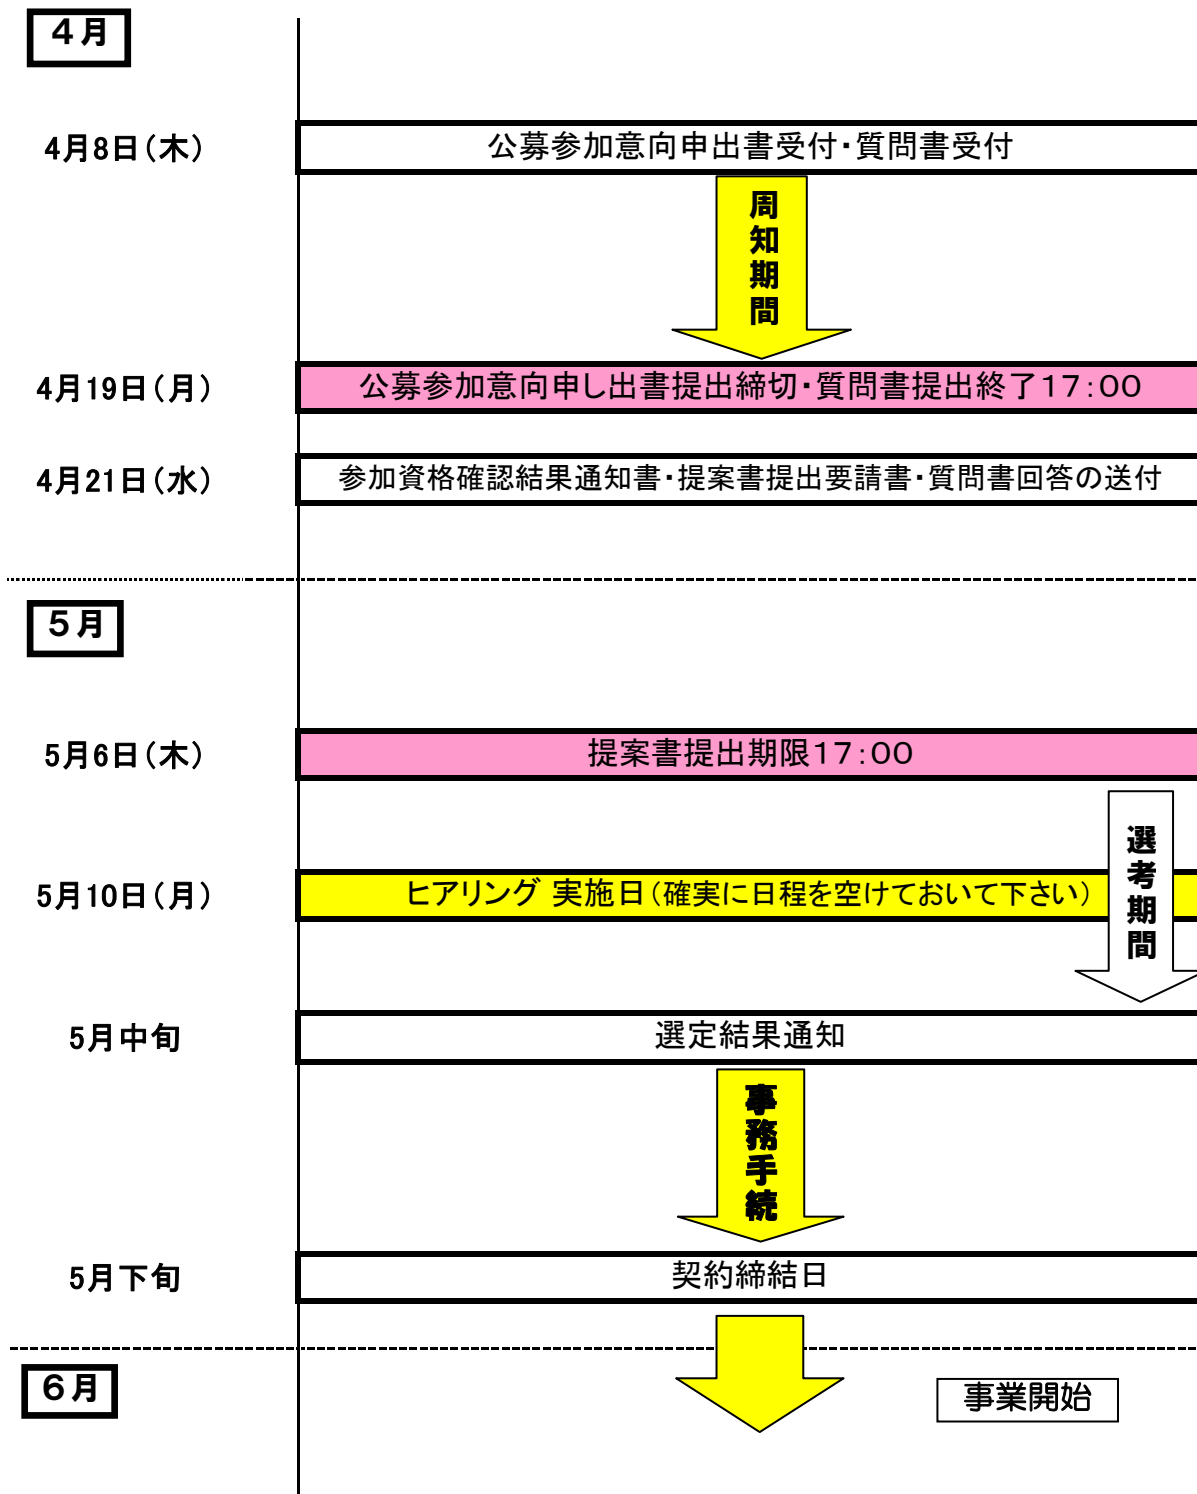 ４月
4月8日（木）
公募参加意向申出書受付・質問書受付
周知期間
4月19日（月）
公募参加意向申し出書提出締切・質問書提出終了１７：００
4月21日（水）
参加資格確認結果通知書・提案書提出要請書・質問書回答の送付
５月
5月6日（木）
提案書提出期限１７：００
選考期間
5月10日（月）
ヒアリング 実施日（確実に日程を空けておいて下さい）
5月中旬
選定結果通知
事務手続
5月下旬
契約締結日
６月
事業開始